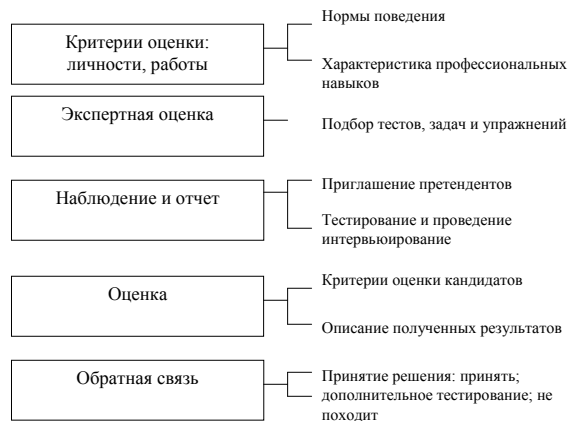 Критерии оценки:
личности, работы
Нормы поведения
Характеристика профессиональных
навыков
Экспертная оценка
Подбор тестов, задач и упражнений
Наблюдение и отчет
Приглашение претендентов
Тестирование и проведение
интервьюирование
Оценка
Критерии оценки кандидатов
Описание полученных результатов
Обратная связь
Принятие решения: принять;
дополнительное тестирование; не
походит